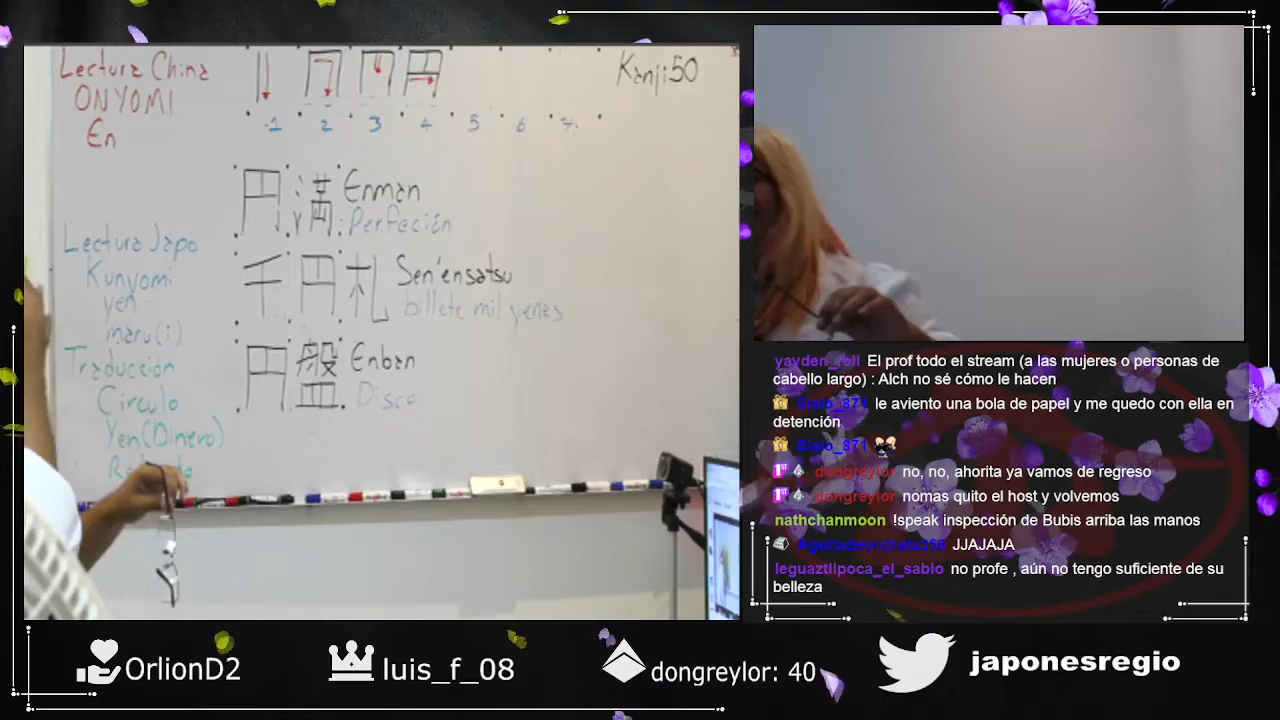 Lectura China
ONYOMI
En
1 2 3 4 5 6 7
Kanji 50
円満 Enman
: Perfeción
Lectura Japo
Kunyomi
yen
maru(i)
千円札 Sen'ensatsu
billete mil yenes
Traducción
Circulo
Yen(Dinero)
円盤 Enban
Disco
yayden_rell El prof todo el stream (a las mujeres o personas de
cabello largo) : Alch no sé cómo le hacen
le aviento una bola de papel y me quedo con ella en
detención
dongreylor no, no, ahorita ya vamos de regreso
dongreylor nomas quito el host y volvemos
nathchanmoon !speak inspección de Bubis arriba las manos
Aguitadeorchata256 JJAJAJA
leguaztlipoca_el_sabio no profe , aún no tengo suficiente de su
belleza
OrlionD2
luis_f_08
dongreylor: 40
japonesregio